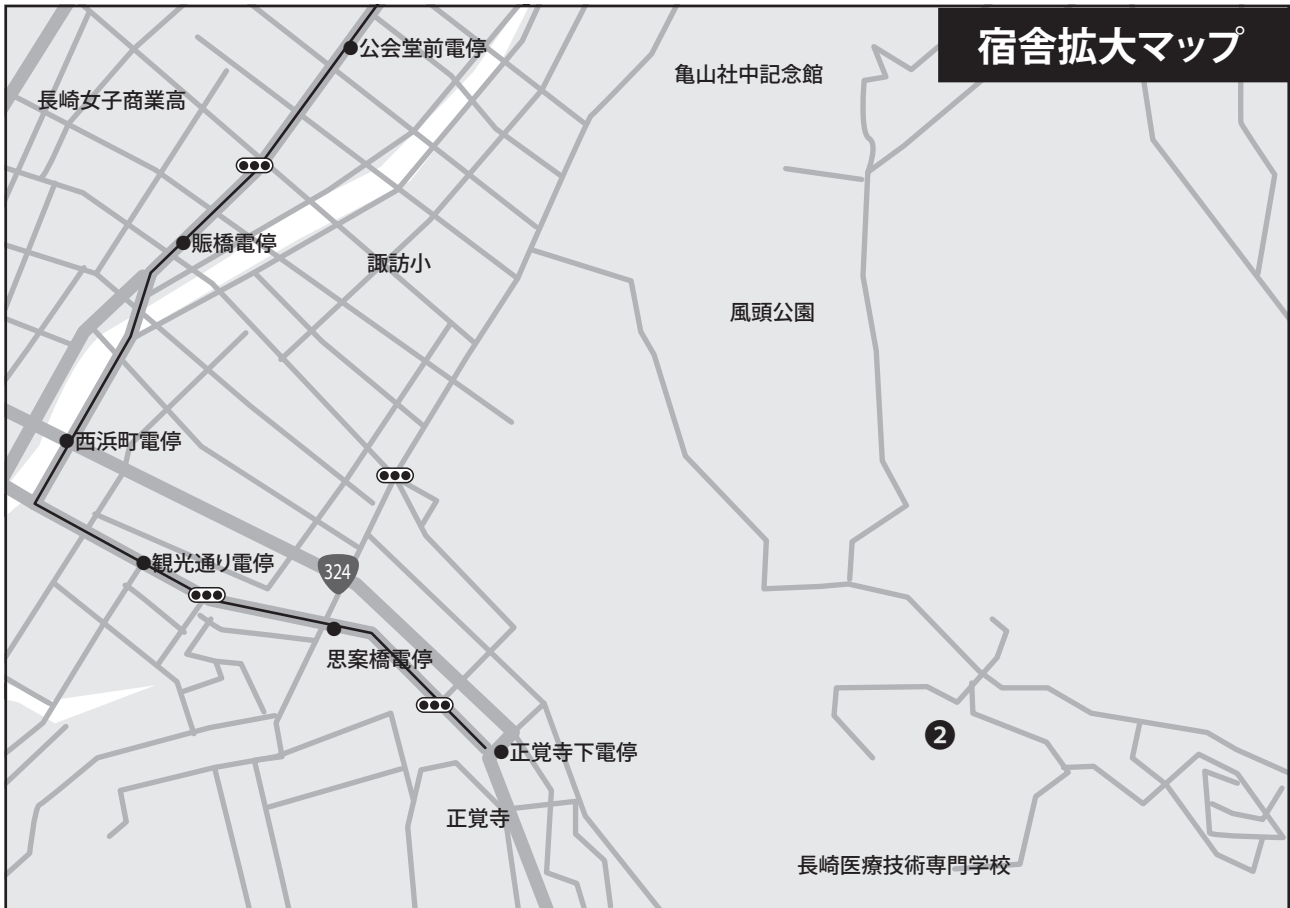 宿舎拡大マップ
公会堂前電停
亀山社中記念館
長崎女子商業高
賑橋電停
諏訪小
風頭公園
西浜町電停
観光通り電停
324
思案橋電停
2
正覚寺下電停
正覚寺
長崎医療技術専門学校